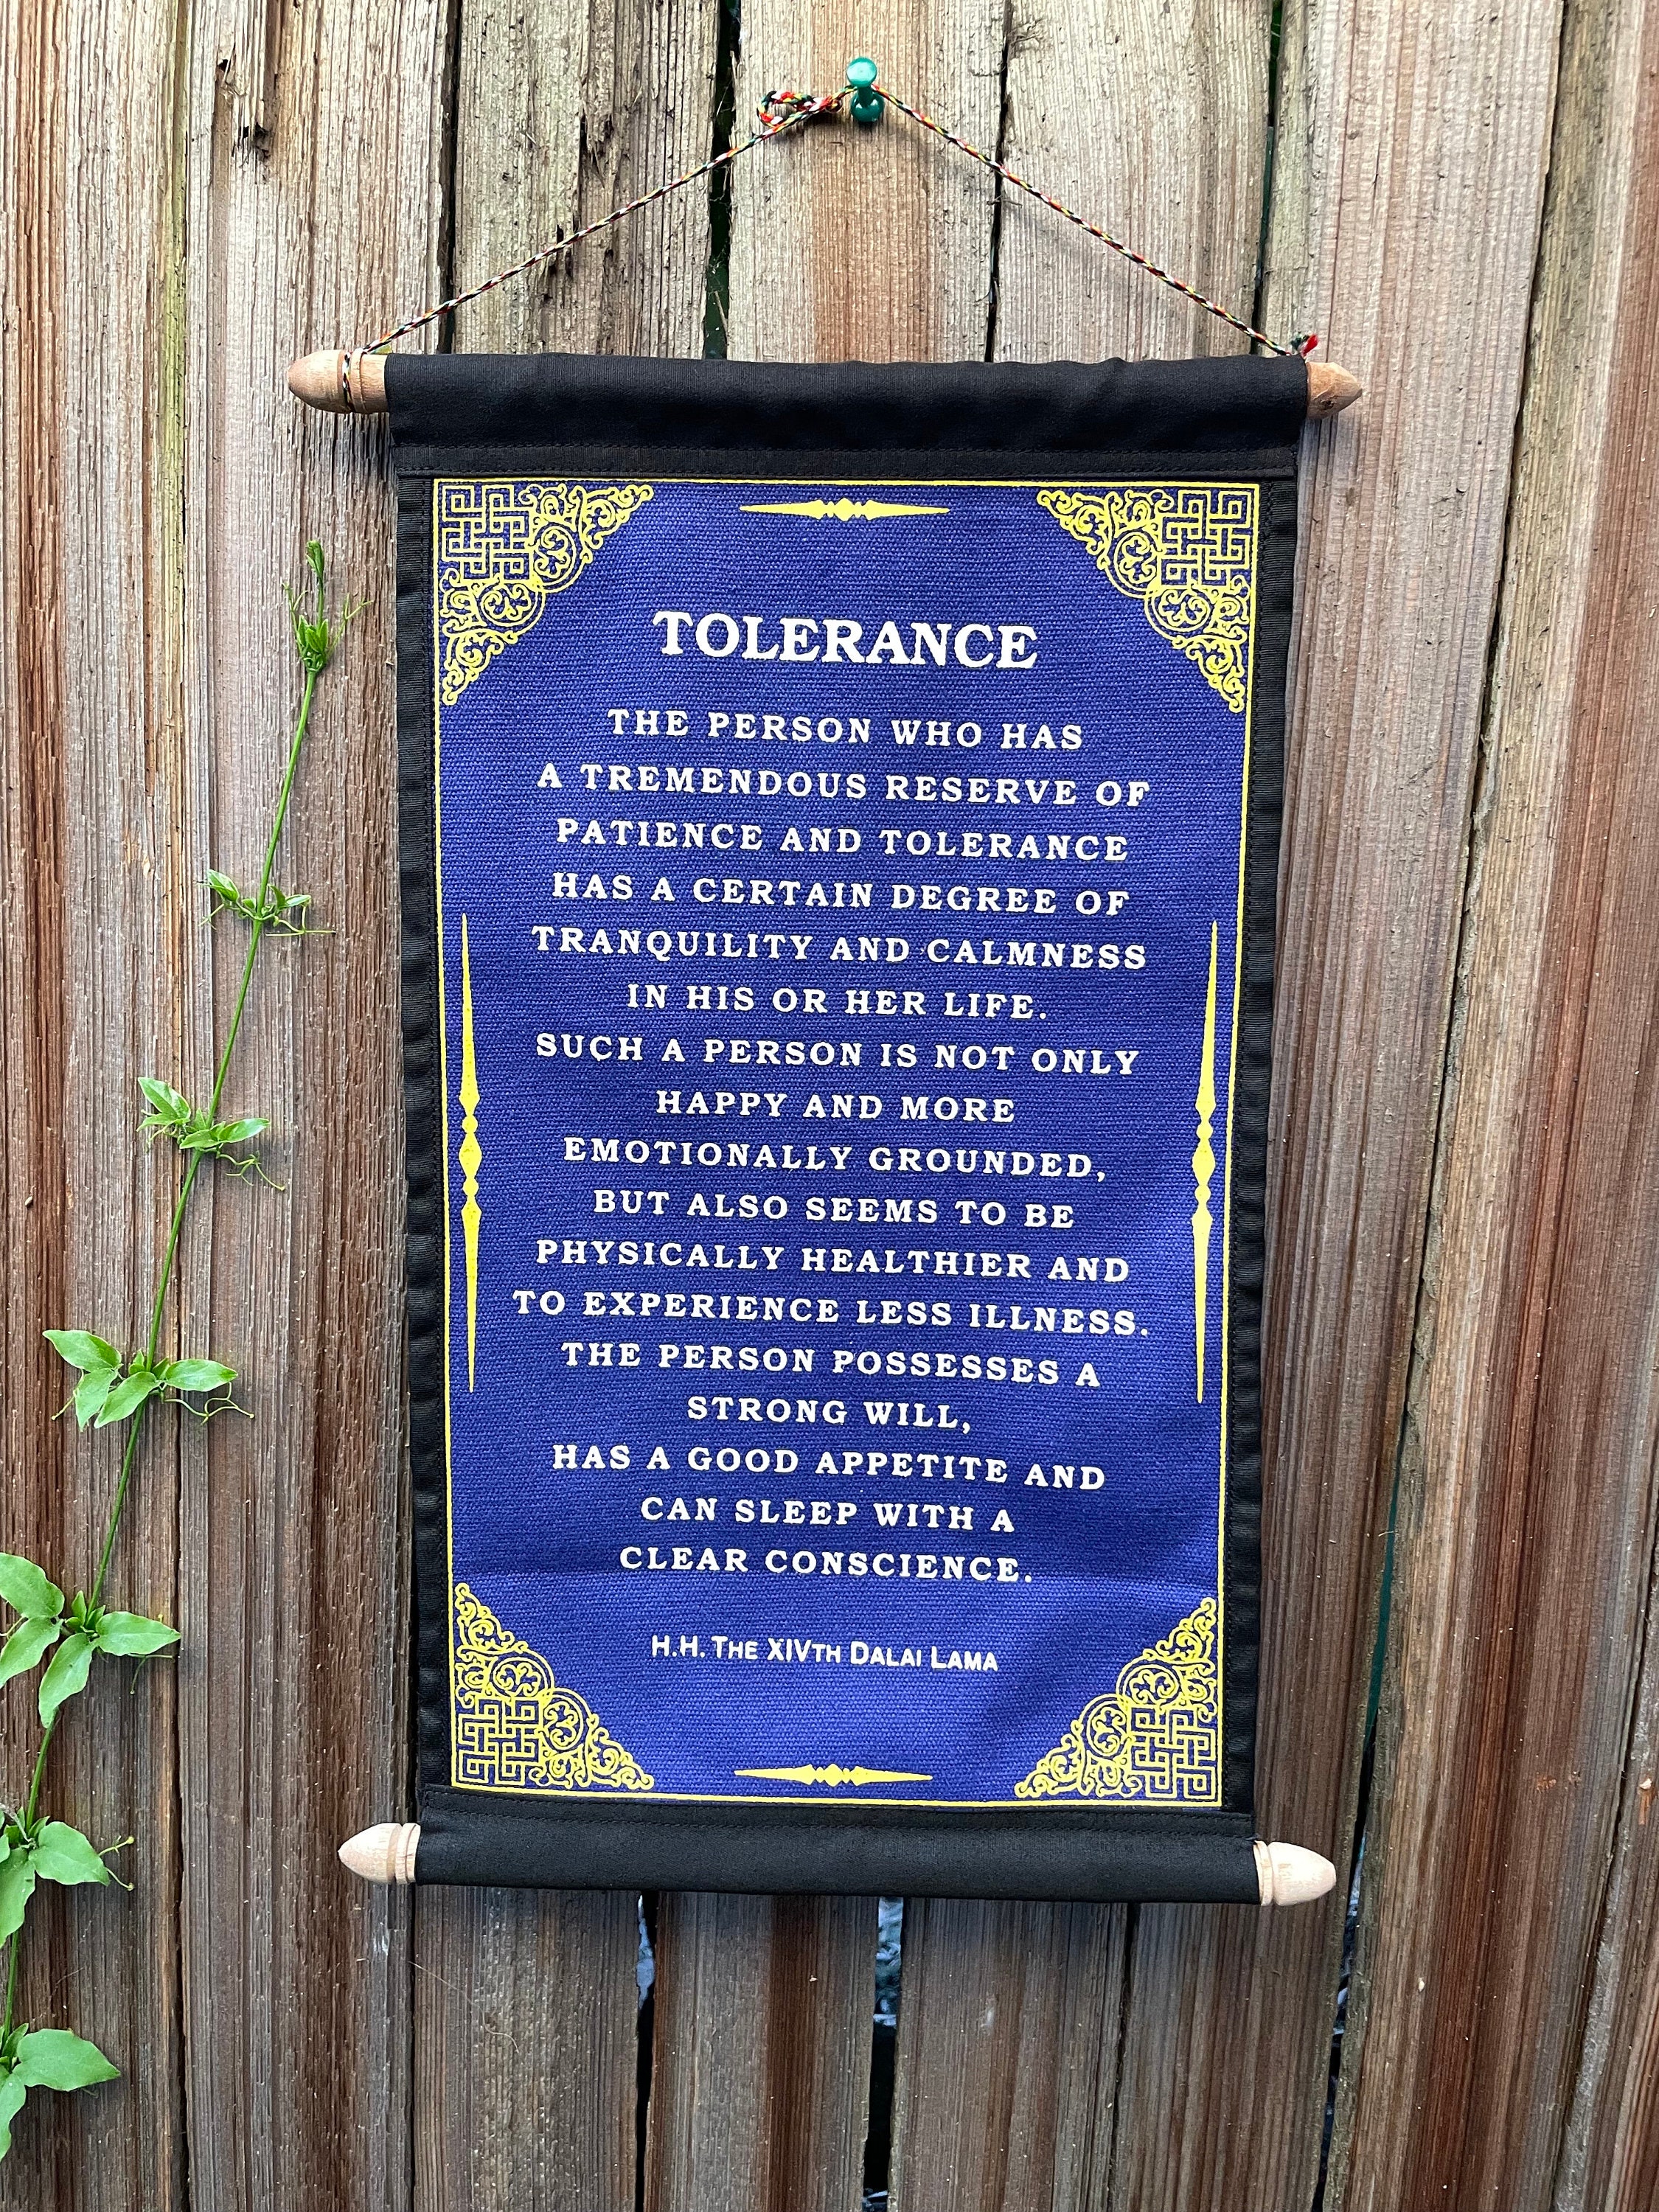 TOLERANCE
THE PERSON WHO HAS
A TREMENDOUS RESERVE OF
PATIENCE AND TOLERANCE
HAS A CERTAIN DEGREE OF
TRANQUILITY AND CALMNESS
IN HIS OR HER LIFE.
SUCH A PERSON IS NOT ONLY
HAPPY AND MORE
EMOTIONALLY GROUNDED,
BUT ALSO SEEMS TO BE
PHYSICALLY HEALTHIER AND
TO EXPERIENCE LESS ILLNESS.
THE PERSON POSSESSES A
STRONG WILL,
HAS A GOOD APPETITE AND
CAN SLEEP WITH A
CLEAR CONSCIENCE.
H.H. THE XIVTH DALAI LAMA